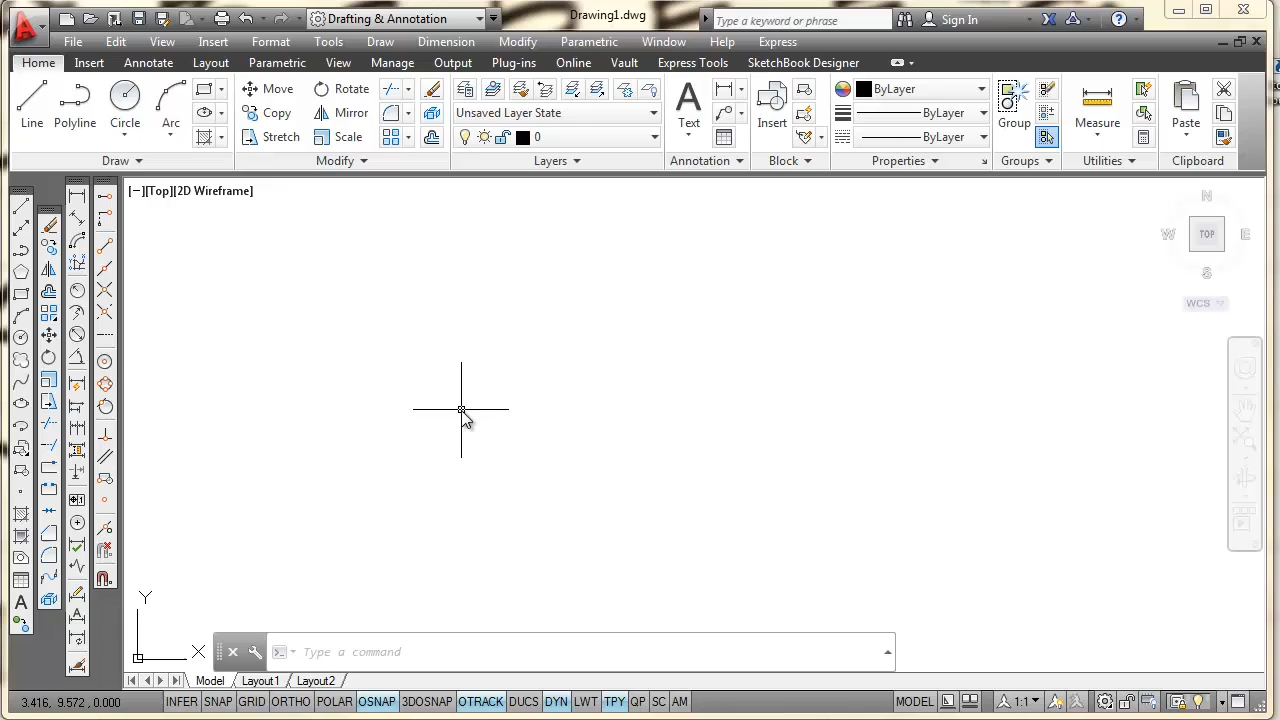 Drafting & Annotation
Drawing1.dwg
Type a keyword or phrase
Sign In
File Edit View Insert Format Tools Draw Dimension Modify Parametric Window Help Express
Home Insert Annotate Layout Parametric View Manage Output Plug-ins Online Vault Express Tools SketchBook Designer
Line Polyline Circle Arc
Move Rotate
Copy Mirror
Stretch Scale
Unsaved Layer State
0
A
Text
Insert
ByLayer
ByLayer
ByLayer
Group
Measure
Paste
Draw Modify Layers Annotation Block Properties Groups Utilities Clipboard
[−][Top][2D Wireframe]
N
W TOP E
S
WCS
A
Y
X
Type a command
Model Layout1 Layout2
3.416, 9.572, 0.000 INFER SNAP GRID ORTHO POLAR OSNAP 3DOSNAP OTRACK DUCS DYN LWT TPY QP SC AM MODEL 1:1